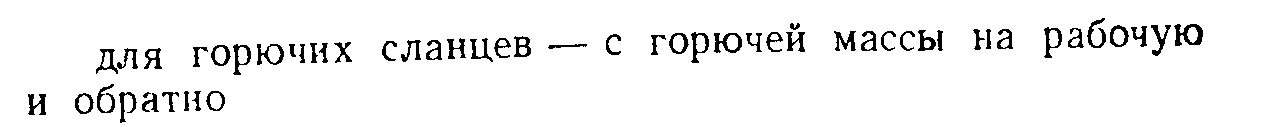 для горючих сланцев — с горючей массы на рабочую
и обратно